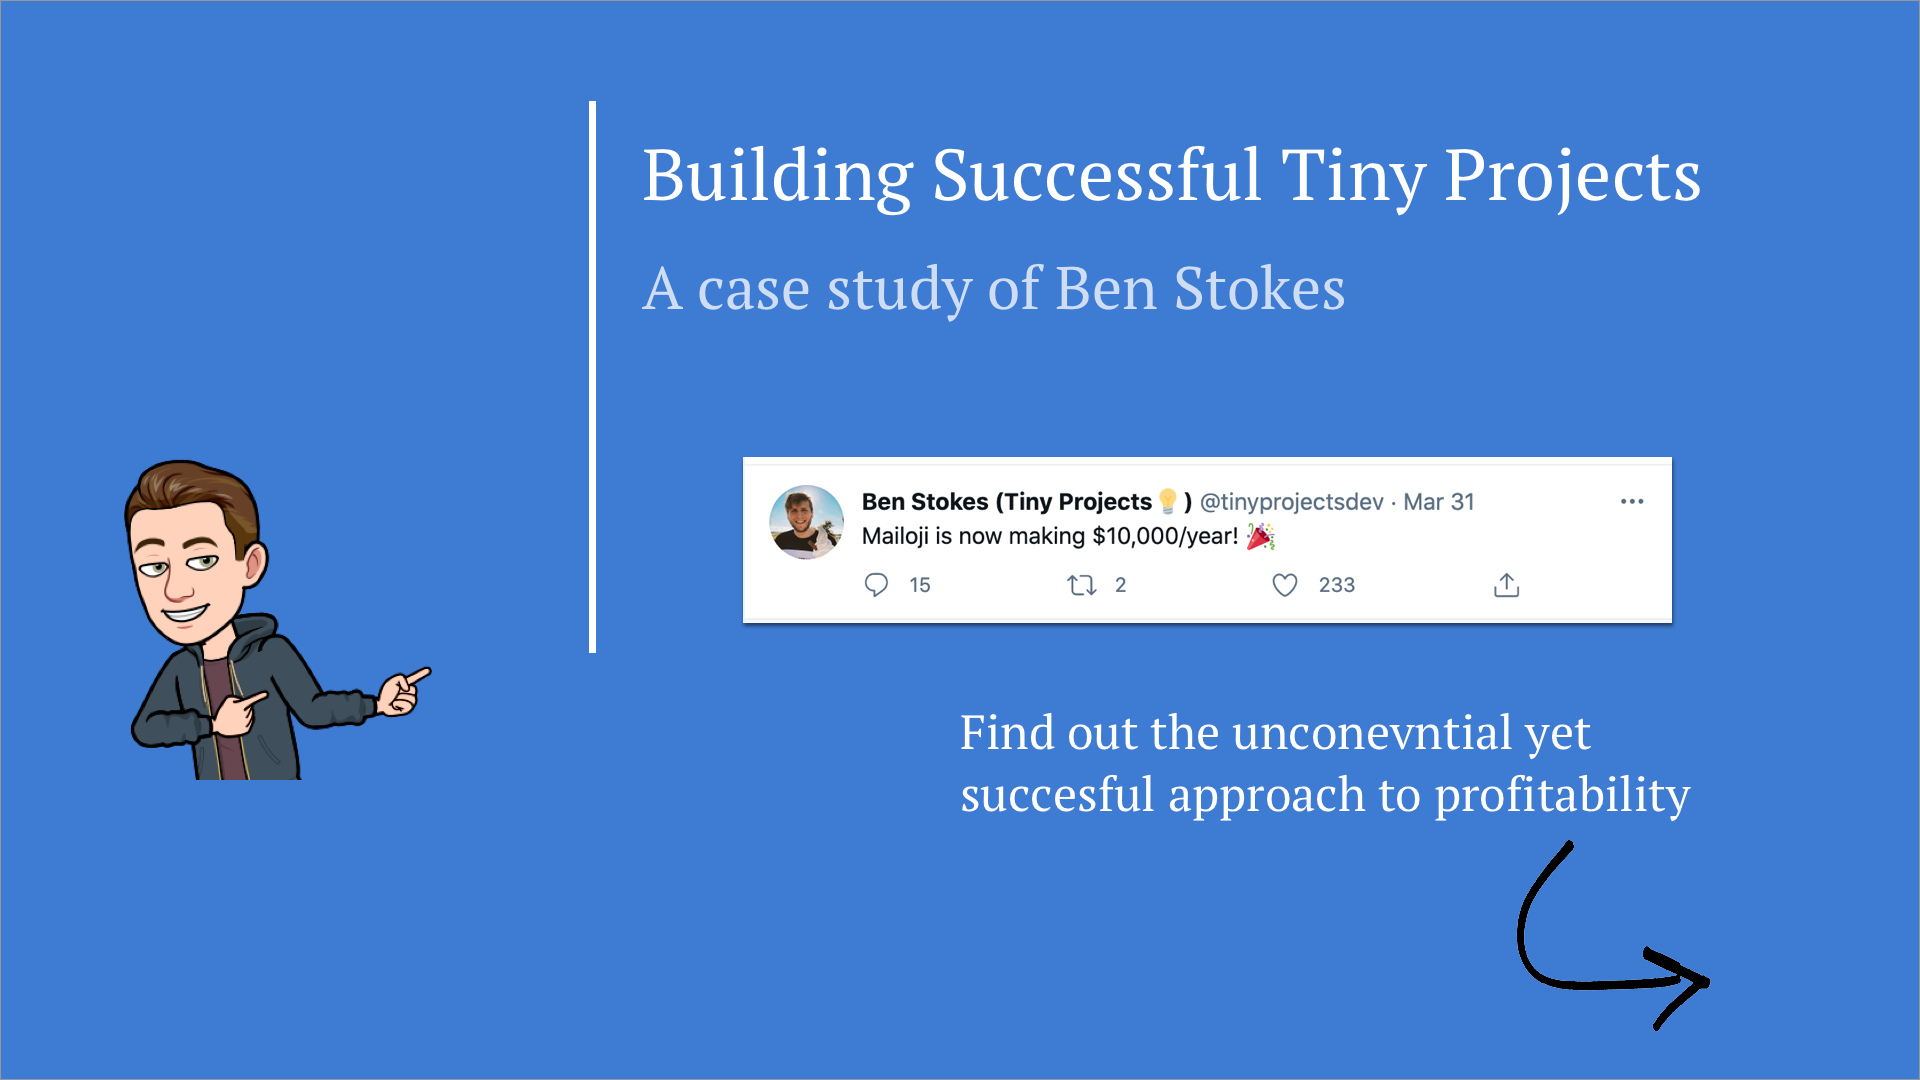 Building Successful Tiny Projects
A case study of Ben Stokes
Ben Stokes (Tiny Projects💡) @tinyprojectsdev · Mar 31
Mailoji is now making $10,000/year! 🎉
15 2 233
Find out the unconevntial yet
succesful approach to profitability